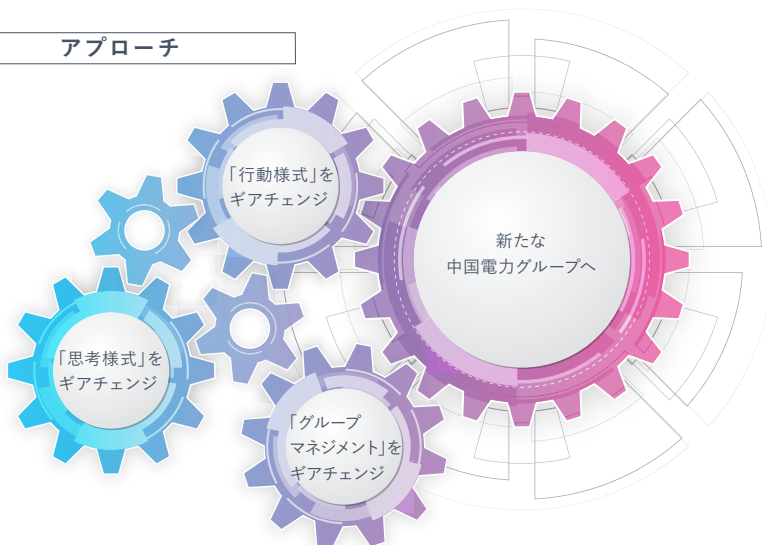 アプローチ
「行動様式」を
ギアチェンジ
新たな
中国電力グループへ
「思考様式」を
ギアチェンジ
「グループ
マネジメント」を
ギアチェンジ